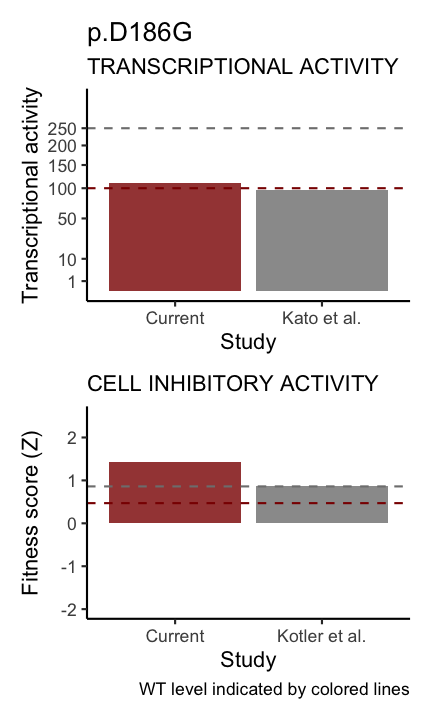 p.D186G
TRANSCRIPTIONAL ACTIVITY
Transcriptional activity
250
200
150
100
50
10
1
Current
Kato et al.
Study
CELL INHIBITORY ACTIVITY
Fitness score (Z)
2
1
0
-1
-2
Current
Kotler et al.
Study
WT level indicated by colored lines